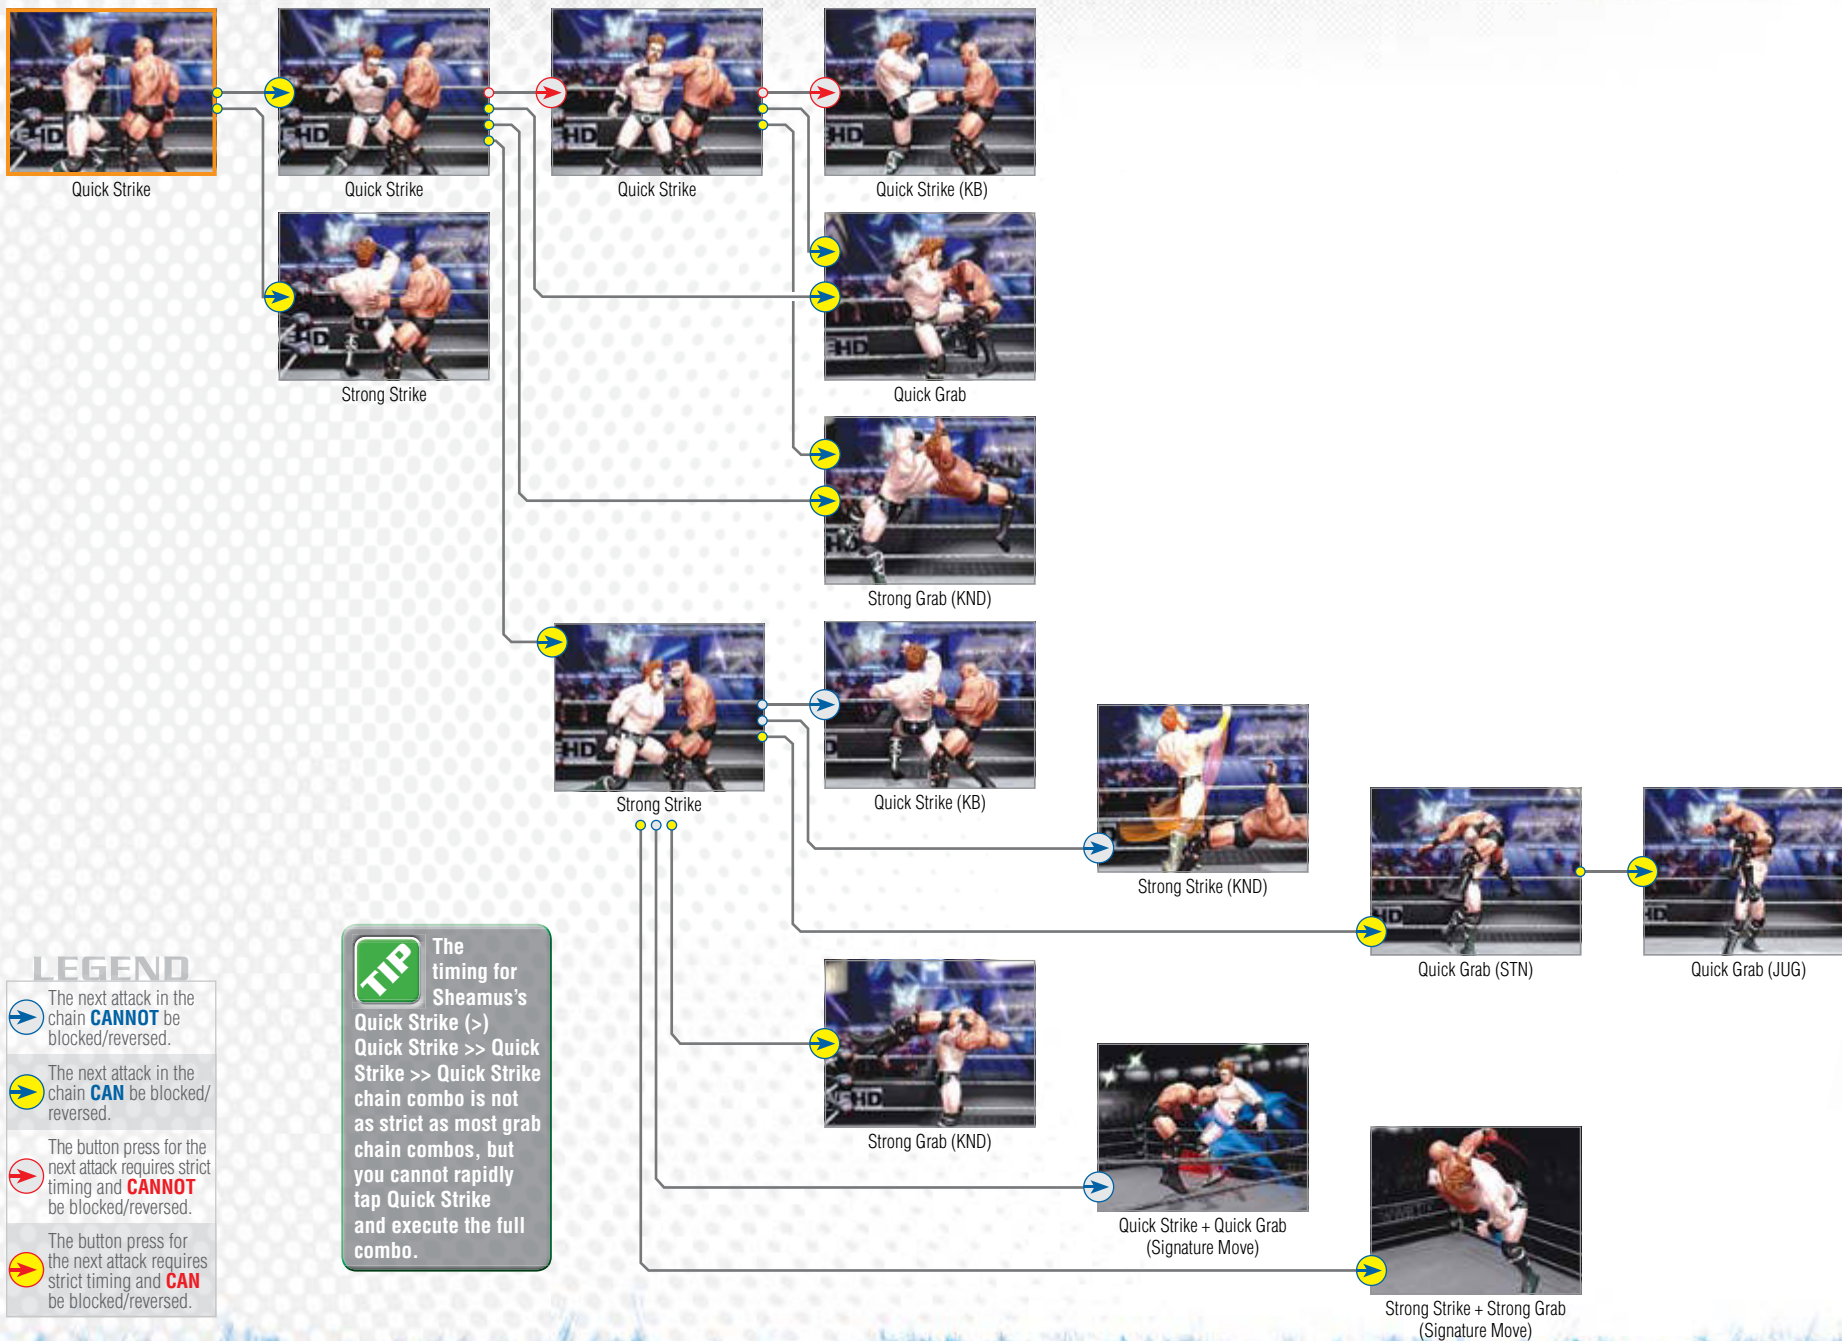 Quick Strike
Quick Strike
Quick Strike
Quick Strike (KB)
Strong Strike
Quick Grab
Strong Grab (KND)
Strong Strike
Quick Strike (KB)
Strong Strike (KND)
Quick Grab (STN)
Quick Grab (JUG)
Strong Grab (KND)
Quick Strike + Quick Grab
(Signature Move)
Strong Strike + Strong Grab
(Signature Move)
TIP
The
timing for
Sheamus's
Quick Strike (>)
Quick Strike >> Quick
Strike >> Quick Strike
chain combo is not
as strict as most grab
chain combos, but
you cannot rapidly
tap Quick Strike
and execute the full
combo.
LEGEND
The next attack in the
chain CANNOT be
blocked/reversed.
The next attack in the
chain CAN be blocked/
reversed.
The button press for the
next attack requires strict
timing and CANNOT
be blocked/reversed.
The button press for
the next attack requires
strict timing and CAN
be blocked/reversed.